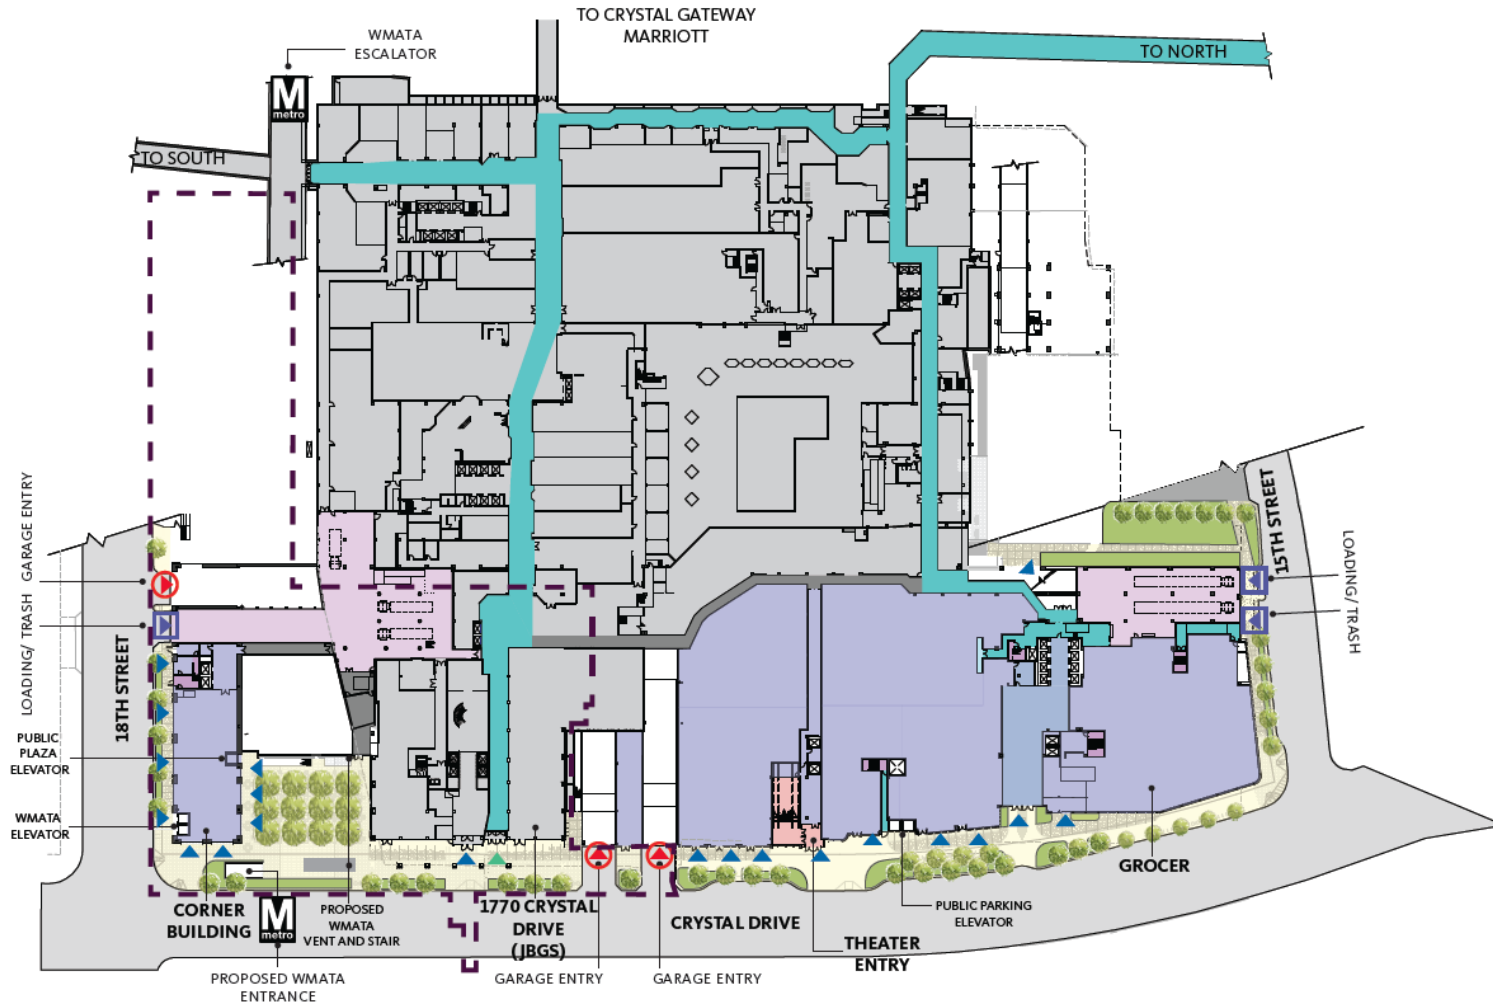 TO CRYSTAL GATEWAY
MARRIOTT
WMATA
ESCALATOR
M
metro
TO NORTH
TO SOUTH
GARAGE ENTRY
LOADING/ TRASH
18TH STREET
15TH STREET
LOADING/ TRASH
PUBLIC
PLAZA
ELEVATOR
WMATA
ELEVATOR
CORNER
BUILDING
M
metro
PROPOSED
WMATA
VENT AND STAIR
PROPOSED WMATA
ENTRANCE
1770 CRYSTAL
DRIVE
(JBGS)
GARAGE ENTRY
GARAGE ENTRY
CRYSTAL DRIVE
THEATER
ENTRY
PUBLIC PARKING
ELEVATOR
GROCER